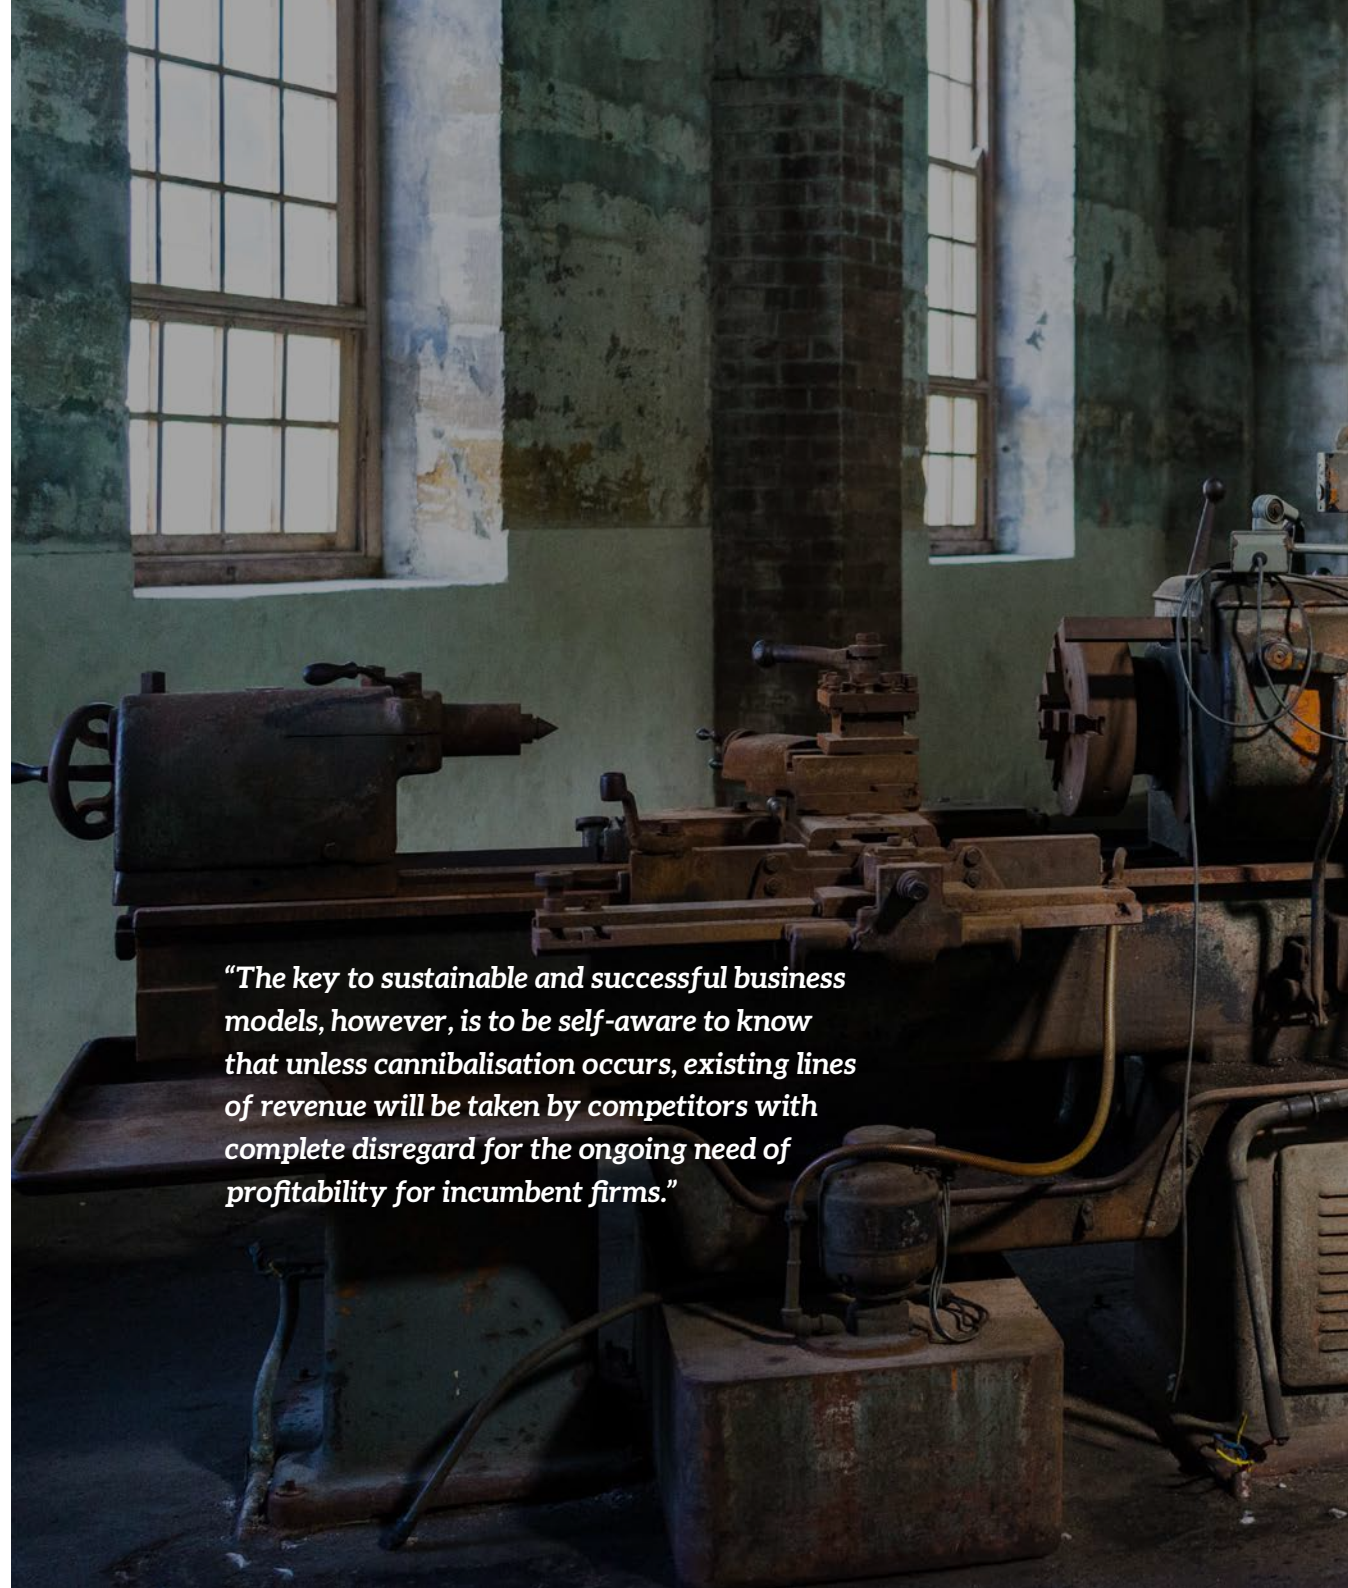 “The key to sustainable and successful business
models, however, is to be self-aware to know
that unless cannibalisation occurs, existing lines
of revenue will be taken by competitors with
complete disregard for the ongoing need of
profitability for incumbent firms.”